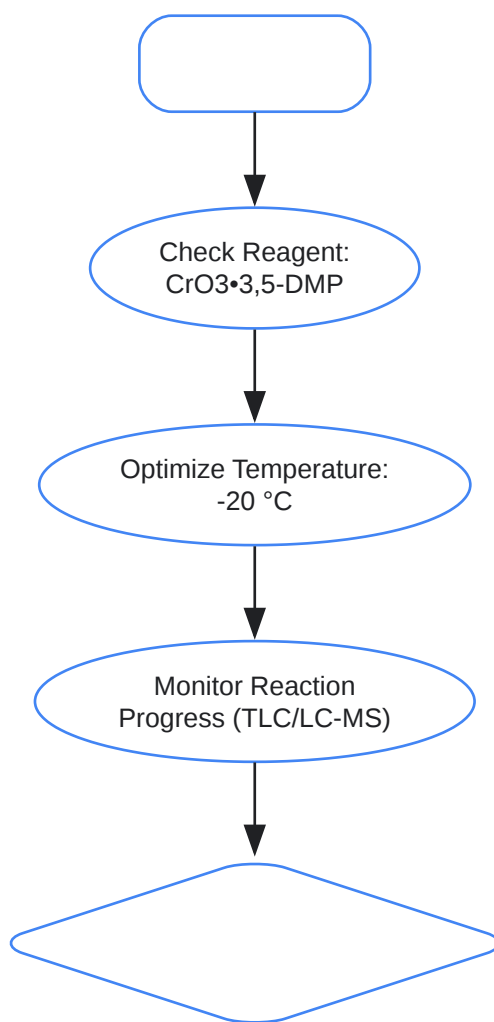 Check Reagent:
CrO3•3,5-DMP
Optimize Temperature:
-20 °C
Monitor Reaction
Progress (TLC/LC-MS)